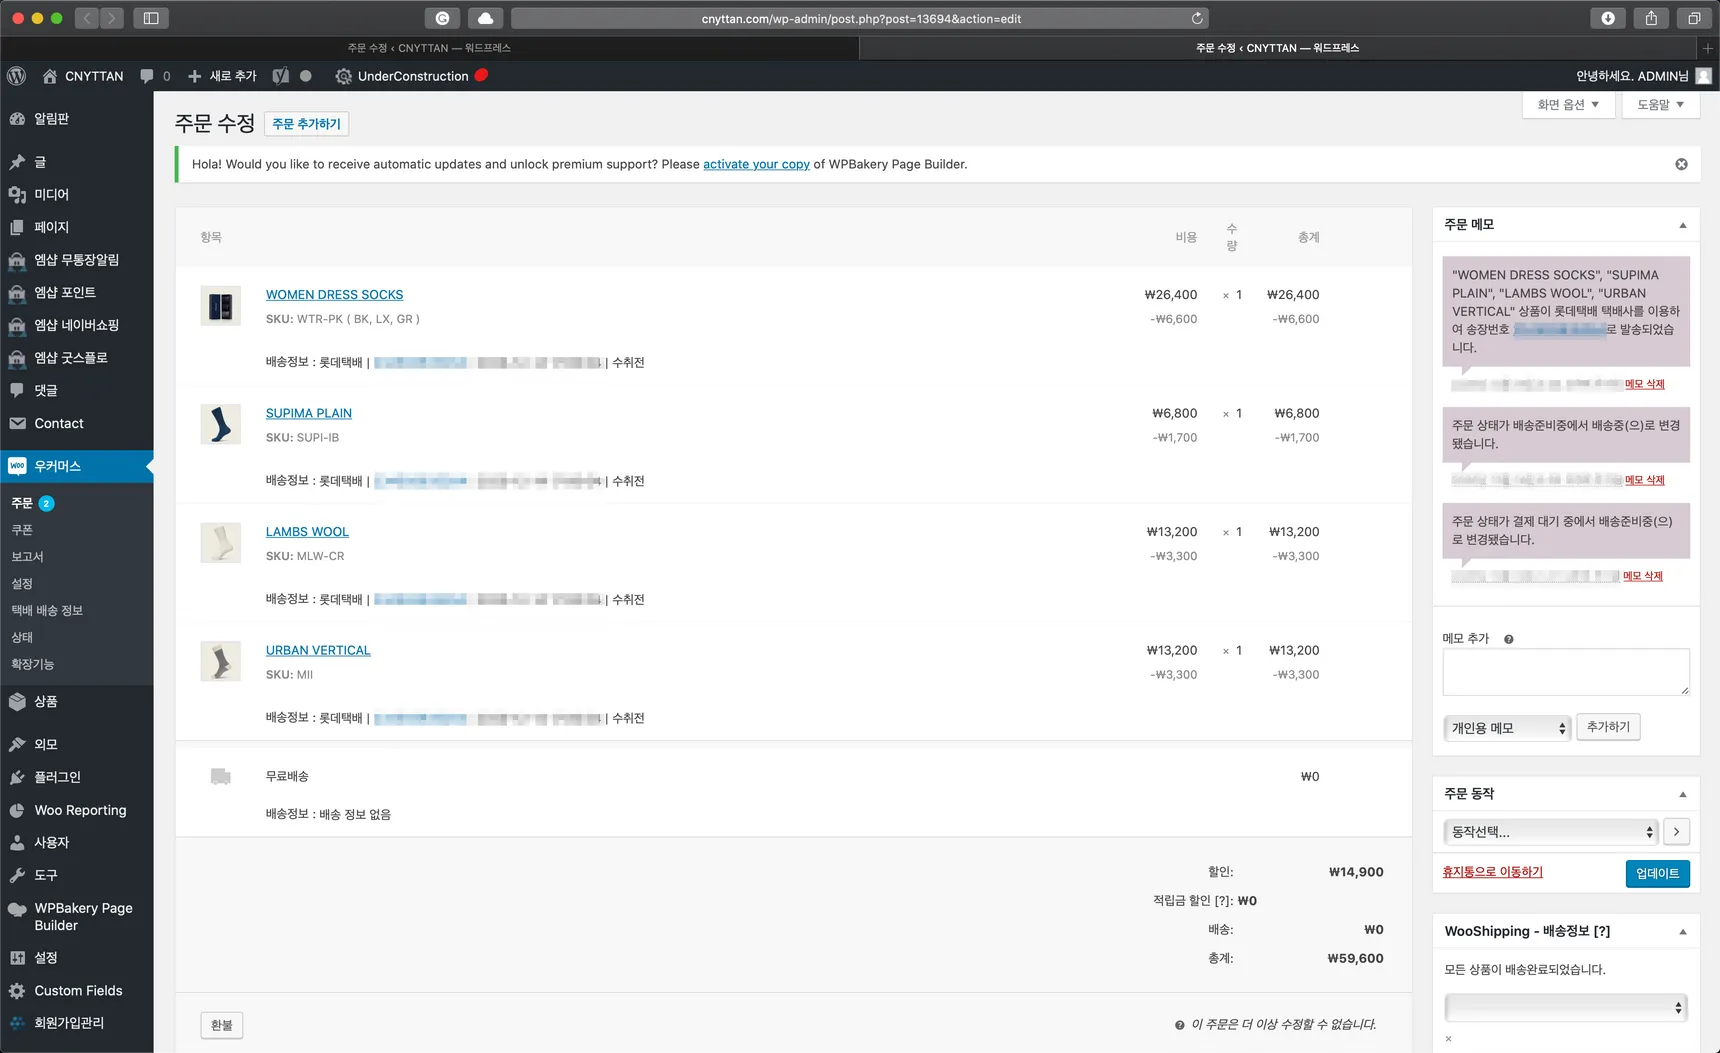 cnyttan.com/wp-admin/post.php?post=13694&action=edit
주문 수정 ‹ CNYTTAN — 워드프레스
주문 수정 ‹ CNYTTAN — 워드프레스
CNYTTAN
0
새로 추가
UnderConstruction
안녕하세요. ADMIN님
알림판
글
미디어
페이지
엠샵 무통장알림
엠샵 포인트
엠샵 네이버쇼핑
엠샵 굿스플로
댓글
Contact
우커머스
주문 2
쿠폰
보고서
설정
택배 배송 정보
상태
확장기능
상품
외모
플러그인
Woo Reporting
사용자
도구
WPBakery Page
Builder
설정
Custom Fields
회원가입관리
화면 옵션
도움말
주문 수정
주문 추가하기
Hola! Would you like to receive automatic updates and unlock premium support? Please activate your copy of WPBakery Page Builder.
항목
비용
수
량
총계
WOMEN DRESS SOCKS
₩26,400 × 1 ₩26,400
SKU: WTR-PK ( BK, LX, GR )
-₩6,600 -₩6,600
배송정보 : 롯데택배 | | 수취전
SUPIMA PLAIN
₩6,800 × 1 ₩6,800
SKU: SUPI-IB
-₩1,700 -₩1,700
배송정보 : 롯데택배 | | 수취전
LAMBS WOOL
₩13,200 × 1 ₩13,200
SKU: MLW-CR
-₩3,300 -₩3,300
배송정보 : 롯데택배 | | 수취전
URBAN VERTICAL
₩13,200 × 1 ₩13,200
SKU: MII
-₩3,300 -₩3,300
배송정보 : 롯데택배 | | 수취전
무료배송
₩0
배송정보 : 배송 정보 없음
할인: ₩14,900
적립금 할인 [?]: ₩0
배송: ₩0
총계: ₩59,600
환불
이 주문은 더 이상 수정할 수 없습니다.
주문 메모
"WOMEN DRESS SOCKS", "SUPIMA
PLAIN", "LAMBS WOOL", "URBAN
VERTICAL" 상품이 롯데택배 택배사를 이용하
여 송장번호 로 발송되었습
니다.
메모 삭제
주문 상태가 배송준비중에서 배송중(으)로 변경
됐습니다.
메모 삭제
주문 상태가 결제 대기 중에서 배송준비중(으)
로 변경됐습니다.
메모 삭제
메모 추가
개인용 메모
추가하기
주문 동작
동작선택...
휴지통으로 이동하기
업데이트
WooShipping - 배송정보 [?]
모든 상품이 배송완료되었습니다.
×